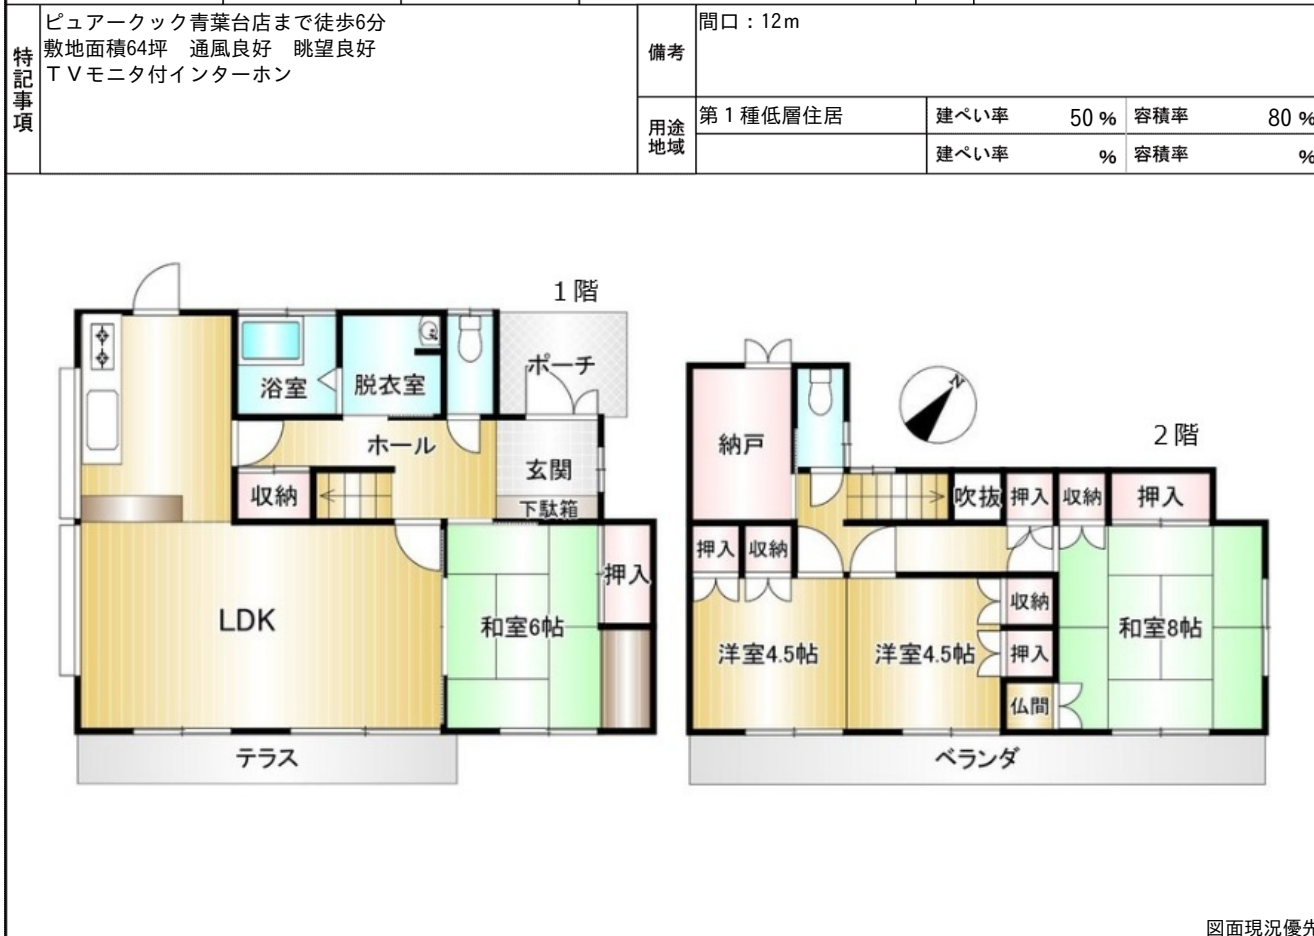 特記事項
ピュアークック青葉台店まで徒歩6分
敷地面積64坪　通風良好　眺望良好
ＴＶモニタ付インターホン
備考
間口：12m
用途地域
第1種低層住居
建ぺい率 50% 容積率 80%
建ぺい率 % 容積率 %
1階
ポーチ
浴室
脱衣室
ホール
玄関
収納
下駄箱
押入
LDK
和室6帖
テラス
N
2階
納戸
吹抜
押入
収納
押入
押入
収納
収納
和室8帖
洋室4.5帖
洋室4.5帖
押入
仏間
ベランダ
図面現況優先